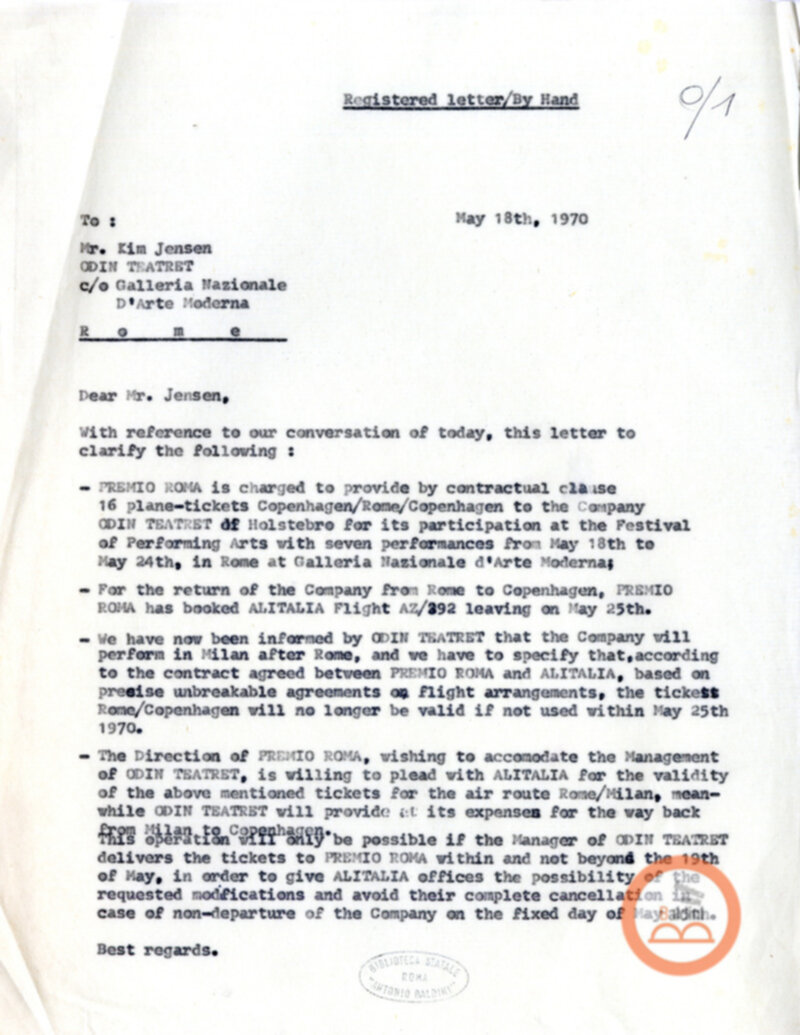 Registered letter/By Hand
0/1
To :
May 18th, 1970
Mr. Kim Jensen
ODIN TEATRET
c/o Galleria Nazionale
D'Arte Moderna
R o m e
Dear Mr. Jensen,
With reference to our conversation of today, this letter to
clarify the following :
- PREMIO ROMA is charged to provide by contractual clause
16 plane-tickets Copenhagen/Rome/Copenhagen to the Company
ODIN TEATRET of Holstebro for its participation at the Festival
of Performing Arts with seven performances from May 18th to
May 24th, in Rome at Galleria Nazionale d'Arte Moderna;
- For the return of the Company from Rome to Copenhagen, PREMIO
ROMA has booked ALITALIA Flight AZ/392 leaving on May 25th.
- We have now been informed by ODIN TEATRET that the Company will
perform in Milan after Rome, and we have to specify that,according
to the contract agreed between PREMIO ROMA and ALITALIA, based on
precise unbreakable agreements on flight arrangements, the tickets
Rome/Copenhagen will no longer be valid if not used within May 25th
1970.
- The Direction of PREMIO ROMA, wishing to accomodate the Management
of ODIN TEATRET, is willing to plead with ALITALIA for the validity
of the above mentioned tickets for the air route Rome/Milan, mean-
while ODIN TEATRET will provide at its expenses for the way back
from Milan to Copenhagen.
This operation will only be possible if the Manager of ODIN TEATRET
delivers the tickets to PREMIO ROMA within and not beyond the 19th
of May, in order to give ALITALIA offices the possibility of the
requested modifications and avoid their complete cancellation in
case of non-departure of the Company on the fixed day of May 25th.
Best regards.
BIBLIOTECA STATALE
ROMA
"ANTONIO BALDINI"